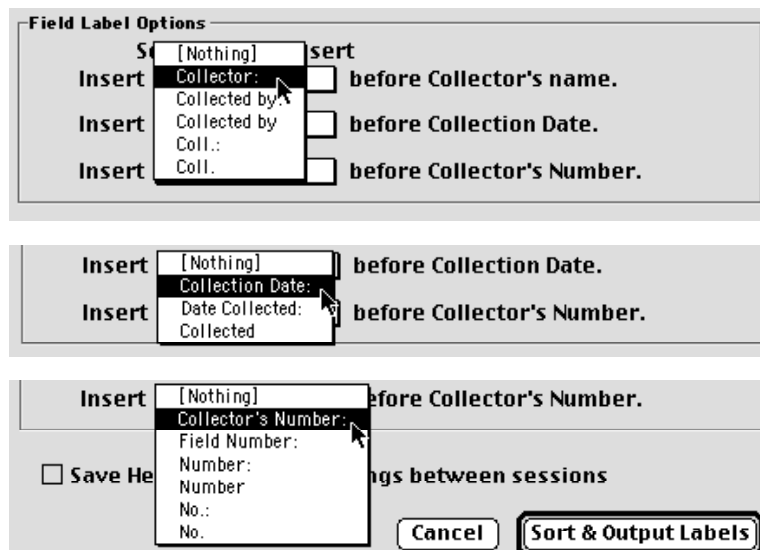 Field Label Options
[Nothing]
sert
Insert Collector: before Collector's name.
Collected by:
Insert Collected by before Collection Date.
Coll.:
Insert Coll. before Collector's Number.
Insert [Nothing] before Collection Date.
Collection Date:
Insert Date Collected: before Collector's Number.
Collected
Insert [Nothing] efore Collector's Number.
Collector's Number:
Field Number:
Save He Number: ngs between sessions
Number
No.:
No. Cancel Sort & Output Labels